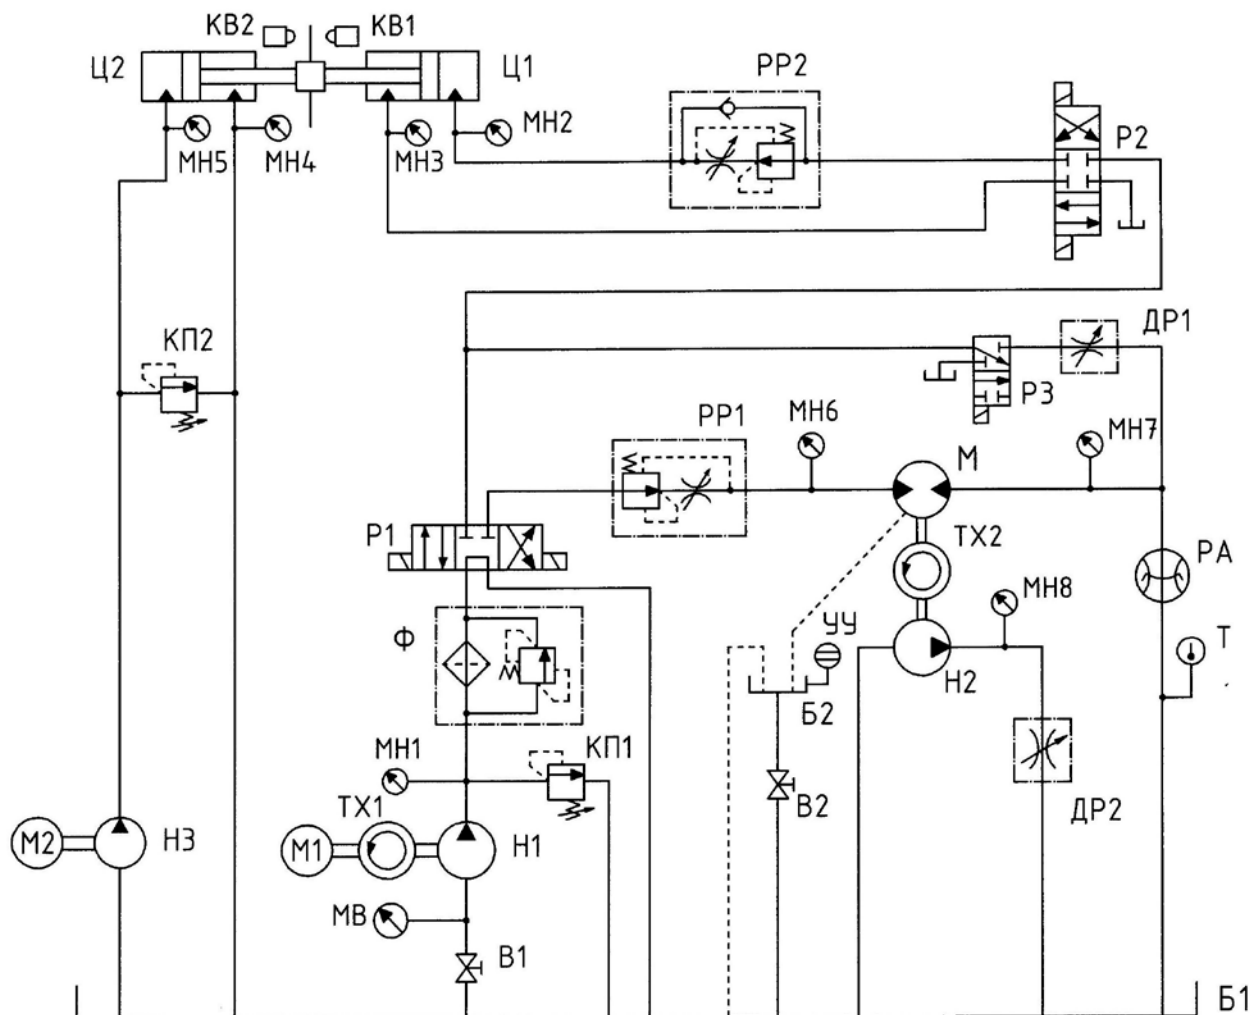 КВ2 КВ1
Ц2 Ц1
РР2
МН2
МН5 МН4 МН3
Р2
КП2
ДР1
Р3
РР1 МН6
МН7
М
Р1
ТХ2
РА
МН8
Ф
УУ
Т
Н2
Б2
МН1 КП1
ТХ1
В2
ДР2
М2 Н3
М1 Н1
МВ
В1
Б1